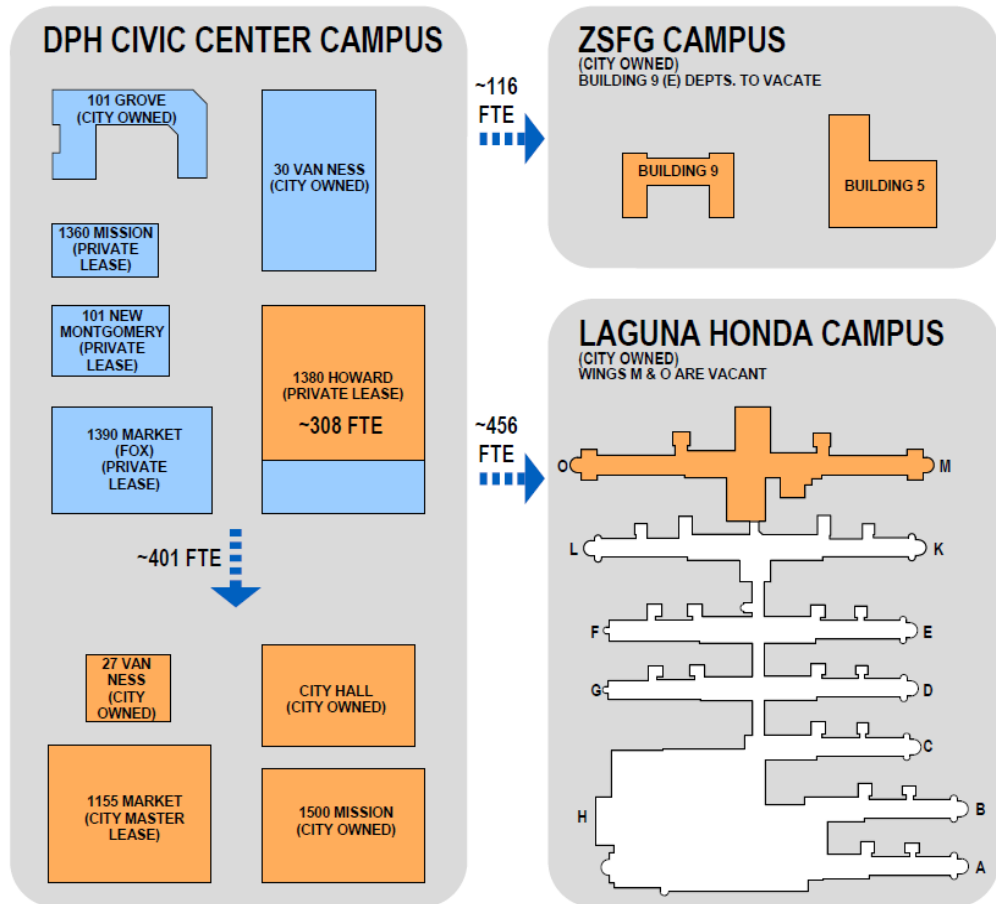 DPH CIVIC CENTER CAMPUS
101 GROVE
(CITY OWNED)
30 VAN NESS
(CITY OWNED)
1360 MISSION
(PRIVATE
LEASE)
101 NEW
MONTGOMERY
(PRIVATE
LEASE)
1380 HOWARD
(PRIVATE LEASE)
~308 FTE
1390 MARKET
(FOX)
(PRIVATE
LEASE)
~401 FTE
27 VAN
NESS
(CITY
OWNED)
CITY HALL
(CITY OWNED)
1155 MARKET
(CITY MASTER
LEASE)
1500 MISSION
(CITY OWNED)
~116
FTE
~456
FTE
ZSFG CAMPUS
(CITY OWNED)
BUILDING 9 (E) DEPTS. TO VACATE
BUILDING 9
BUILDING 5
LAGUNA HONDA CAMPUS
(CITY OWNED)
WINGS M & O ARE VACANT
O
M
L
K
F
E
G
D
C
H
B
A